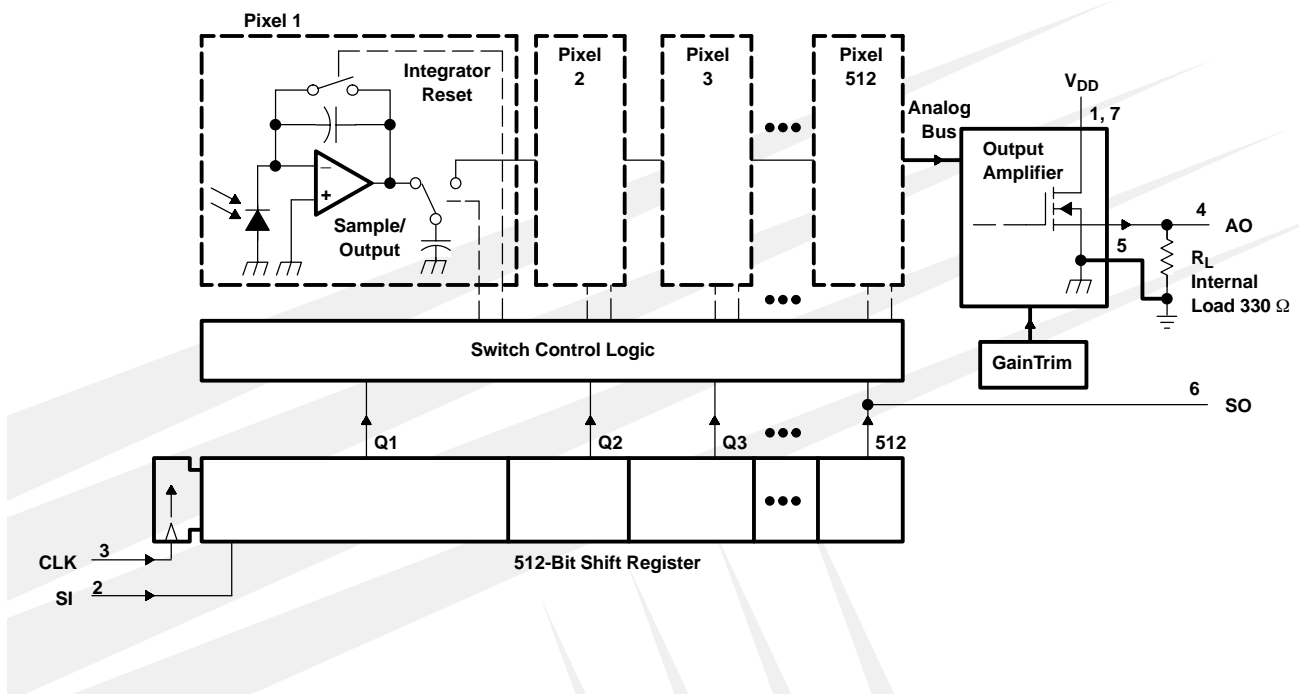 Pixel 1
Integrator
Reset
Sample/
Output
Pixel
2
Pixel
3
Pixel
512
Analog
Bus
VDD
1, 7
Output
Amplifier
−
+
4
AO
5
RL
Internal
Load 330 Ω
GainTrim
Switch Control Logic
6
SO
Q1
Q2
Q3
512
CLK
3
SI
2
512-Bit Shift Register